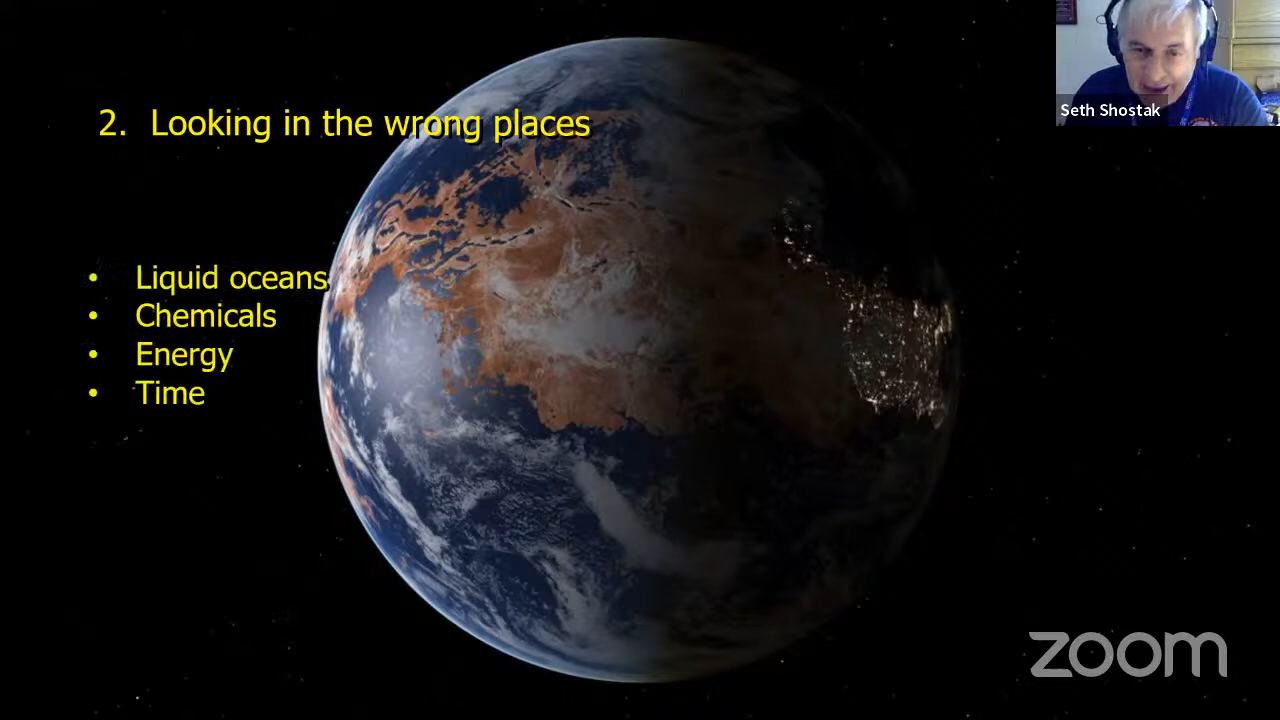 2. Looking in the wrong places
• Liquid oceans
• Chemicals
• Energy
• Time
Seth Shostak
zoom